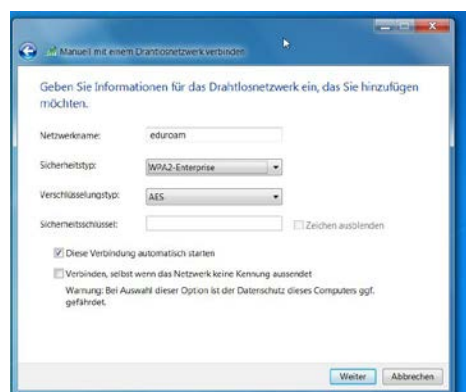 Manuell mit einem Drahtlosnetzwerk verbinden
Geben Sie Informationen für das Drahtlosnetzwerk ein, das Sie hinzufügen
möchten.
Netzwerkname: eduroam
Sicherheitstyp: WPA2-Enterprise
Verschlüsselungstyp: AES
Sicherheitsschlüssel: Zeichen ausblenden
Diese Verbindung automatisch starten
Verbinden, selbst wenn das Netzwerk keine Kennung aussendet
Warnung: Bei Auswahl dieser Option ist der Datenschutz dieses Computers ggf.
gefährdet.
Weiter Abbrechen